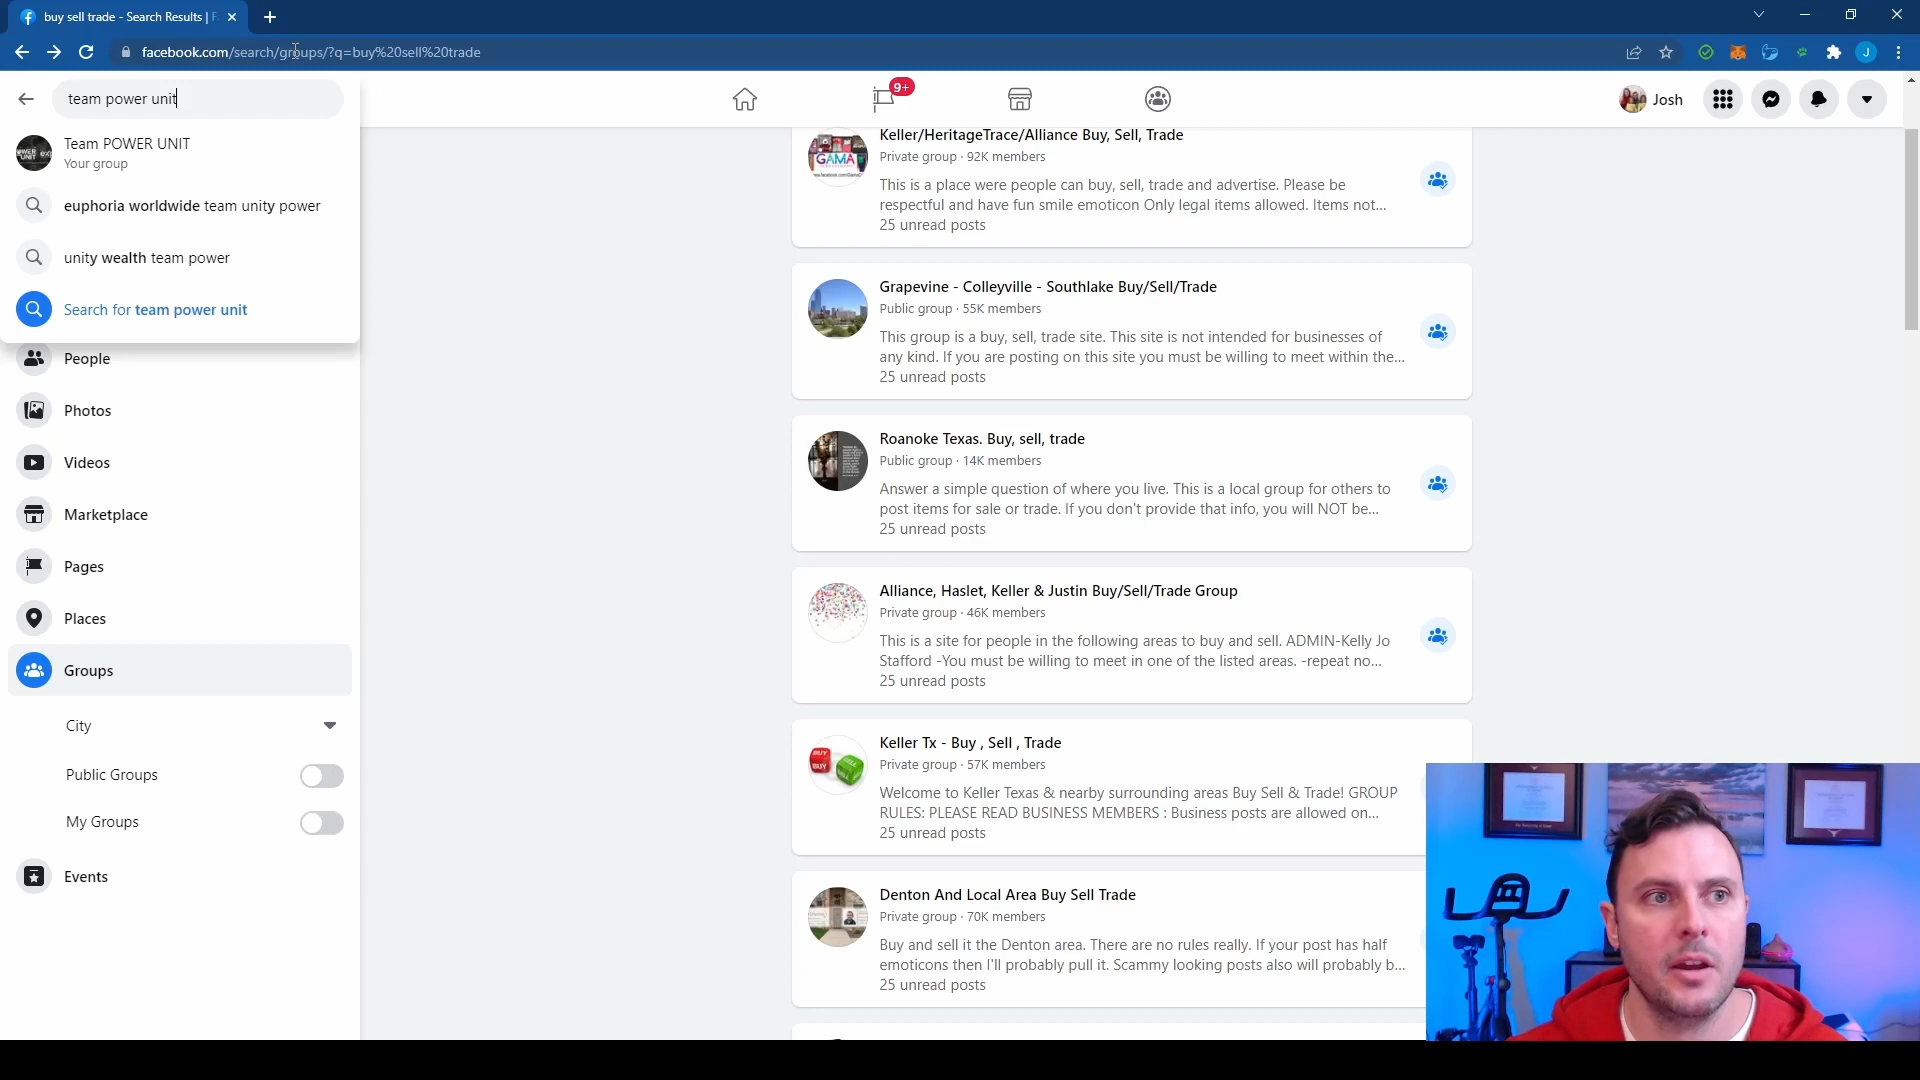 buy sell trade - Search Results | F
facebook.com/search/groups/?q=buy%20sell%20trade
J
team power unit
9+
Josh
Team POWER UNIT
Your group
euphoria worldwide team unity power
unity wealth team power
Search for team power unit
People
Photos
Videos
Marketplace
Pages
Places
Groups
City
Public Groups
My Groups
Events
Keller/HeritageTrace/Alliance Buy, Sell, Trade
Private group · 92K members
This is a place were people can buy, sell, trade and advertise. Please be
respectful and have fun smile emoticon Only legal items allowed. Items not...
25 unread posts
GAMA
Grapevine - Colleyville - Southlake Buy/Sell/Trade
Public group · 55K members
This group is a buy, sell, trade site. This site is not intended for businesses of
any kind. If you are posting on this site you must be willing to meet within the...
25 unread posts
Roanoke Texas. Buy, sell, trade
Public group · 14K members
Answer a simple question of where you live. This is a local group for others to
post items for sale or trade. If you don't provide that info, you will NOT be...
25 unread posts
Alliance, Haslet, Keller & Justin Buy/Sell/Trade Group
Private group · 46K members
This is a site for people in the following areas to buy and sell. ADMIN-Kelly Jo
Stafford -You must be willing to meet in one of the listed areas. -repeat no...
25 unread posts
Keller Tx - Buy , Sell , Trade
Private group · 57K members
Welcome to Keller Texas & nearby surrounding areas Buy Sell & Trade! GROUP
RULES: PLEASE READ BUSINESS MEMBERS : Business posts are allowed on...
25 unread posts
BUY
BUY
SELL
Denton And Local Area Buy Sell Trade
Private group · 70K members
Buy and sell it the Denton area. There are no rules really. If your post has half
emoticons then I'll probably pull it. Scammy looking posts also will probably b...
25 unread posts